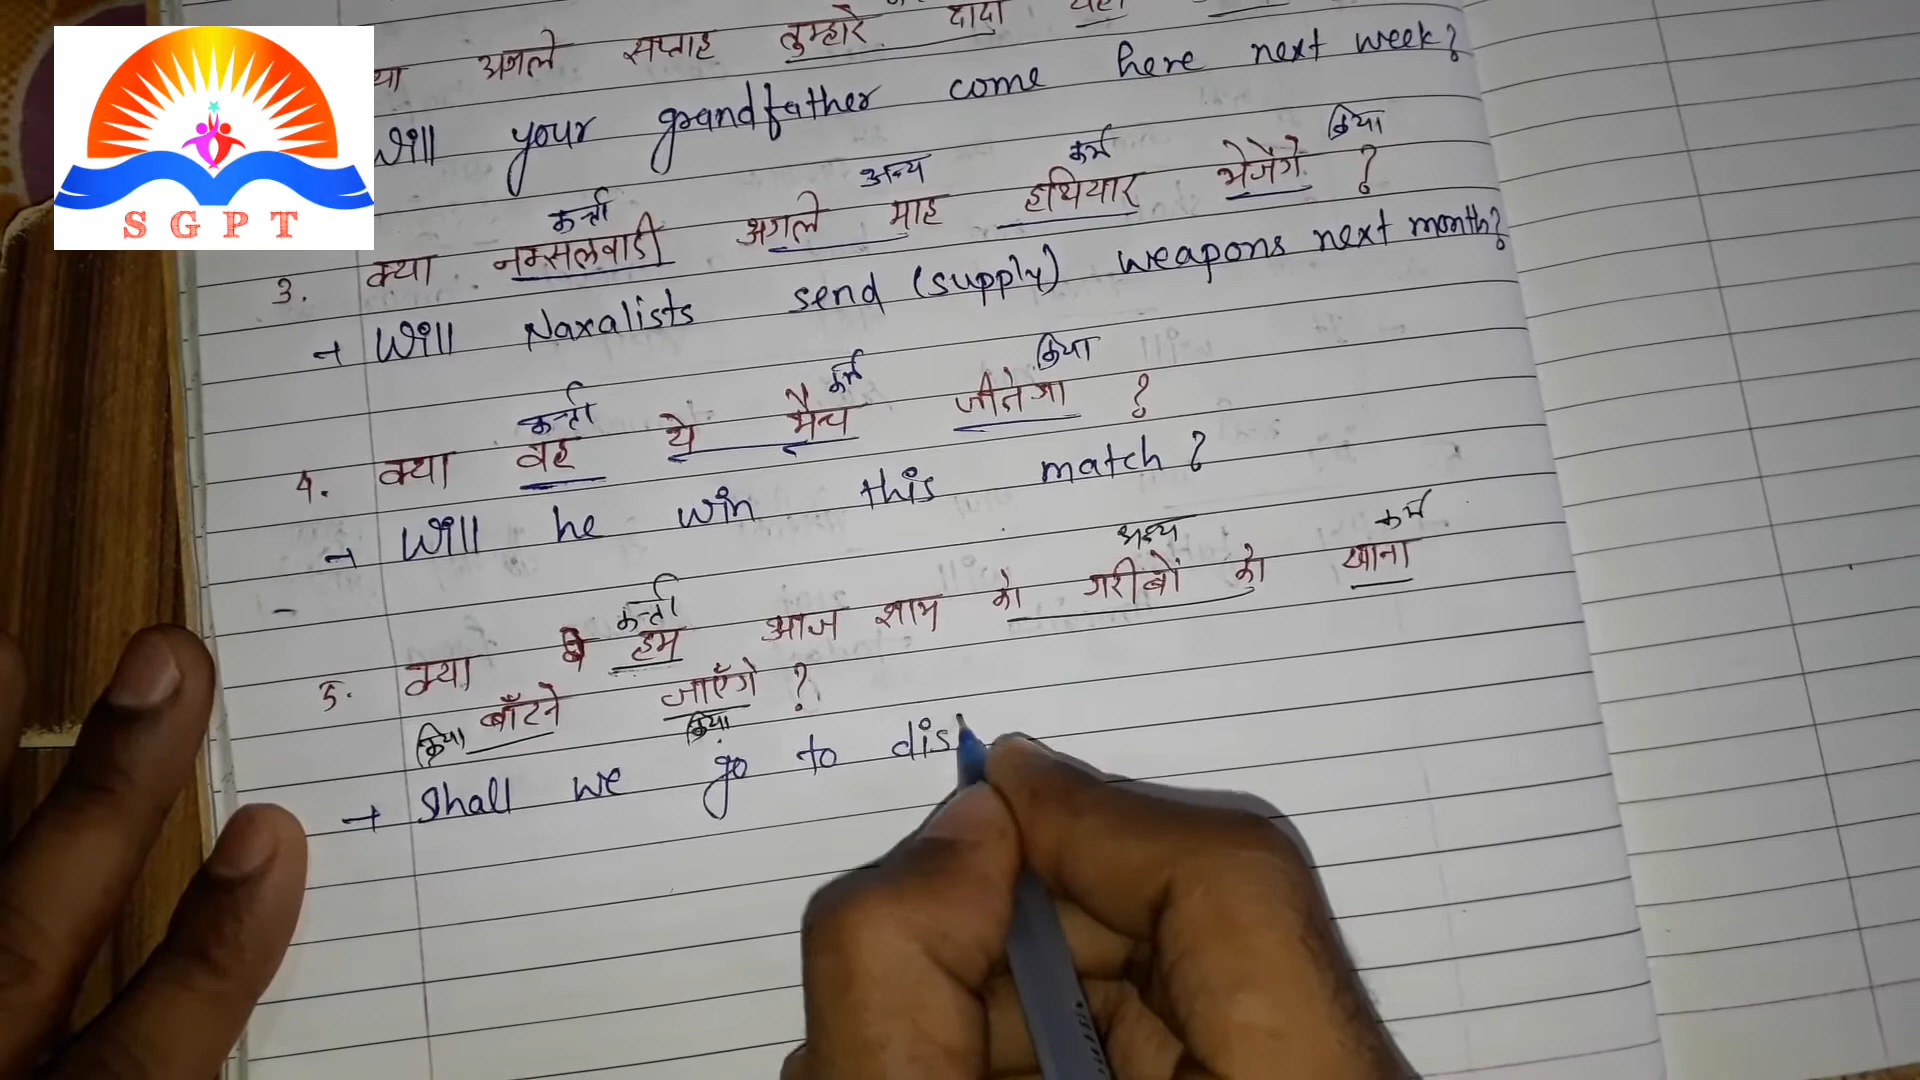 या अगले सप्ताह तुम्हारे दादा यहाँ
Will your grandfather come here next week?
SGPT
कर्त्ता अन्य कर्म क्रिया
3. क्या नक्सलवाडी अगले माह हथियार भेजेंगे ?
→ Will Naxalists send (supply) weapons next month?
कर्त्ता कर्म क्रिया
4. क्या वह ये मैच जीतेगा ?
→ Will he win this match?
कर्त्ता अन्य कर्म
5. क्या हम आज शाम को गरीबों को खाना
क्रिया बाँटने जाएँगे ?
क्रिया
→ Shall we go to dis